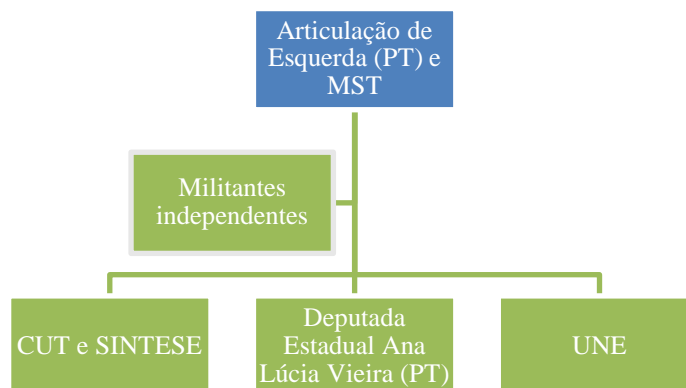 Articulação de
Esquerda (PT) e
MST
Militantes
independentes
CUT e SINTESE
Deputada
Estadual Ana
Lúcia Vieira (PT)
UNE